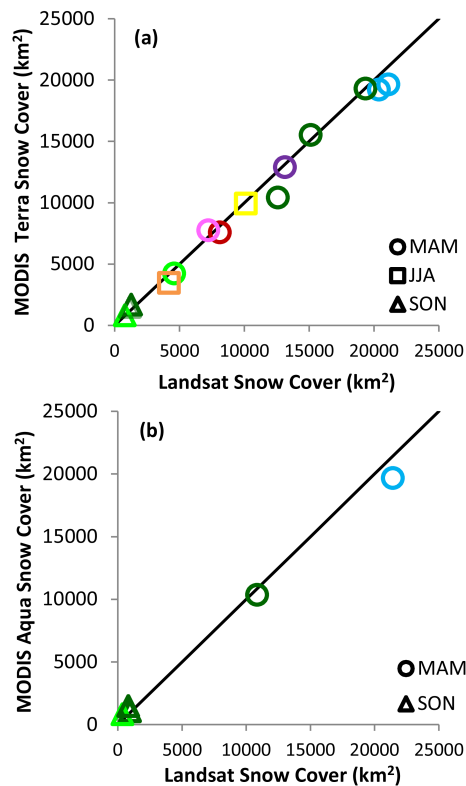 (a)
MODIS Terra Snow Cover (km²)
25000
20000
15000
10000
5000
0
MAM
JJA
SON
0 5000 10000 15000 20000 25000
Landsat Snow Cover (km²)
(b)
MODIS Aqua Snow Cover (km²)
25000
20000
15000
10000
5000
0
MAM
SON
0 5000 10000 15000 20000 25000
Landsat Snow Cover (km²)